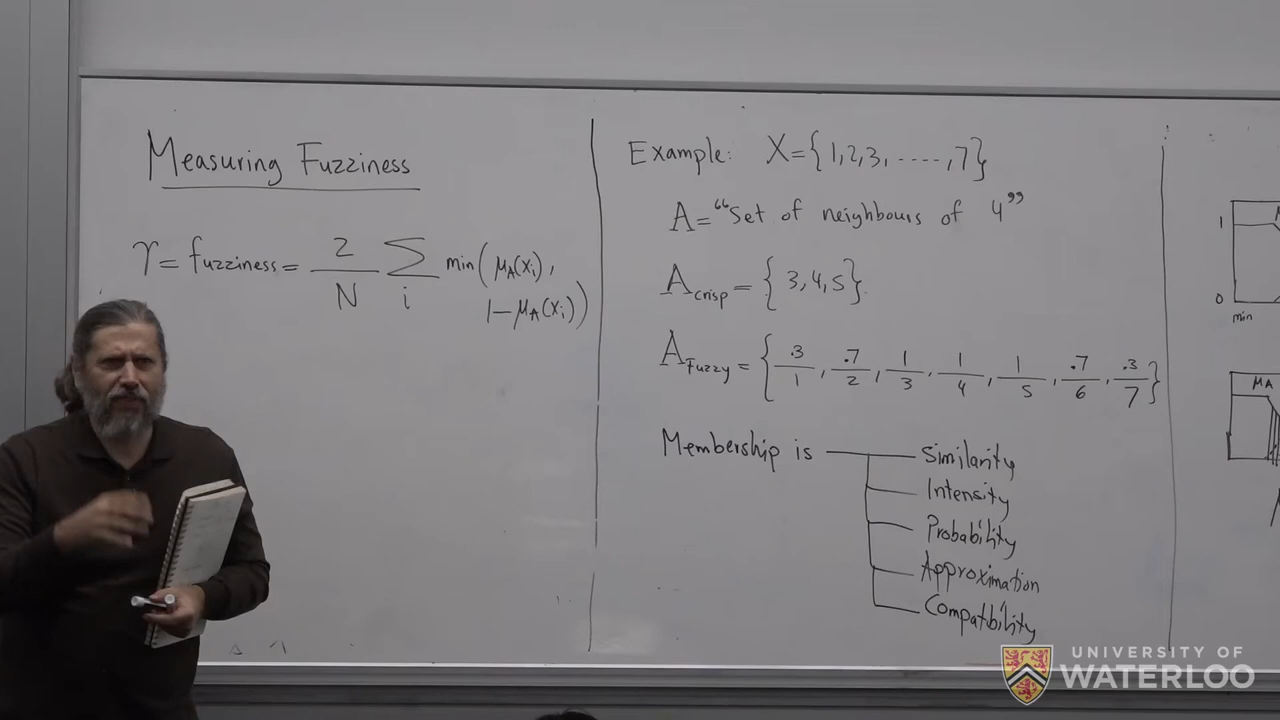 Measuring Fuzziness
γ = fuzziness = 2/N Σ_i min(μ_A(x_i),
1-μ_A(x_i))
Example: X={1,2,3,-----,7}
A=“Set of neighbours of 4”
A_crisp = {3,4,5}
A_Fuzzy = {.3/1, .7/2, 1/3, 1/4, 1/5, .7/6, .3/7}
Membership is
Similarity
Intensity
Probability
Approximation
Compatibility
1
0
min
MA
UNIVERSITY OF
WATERLOO